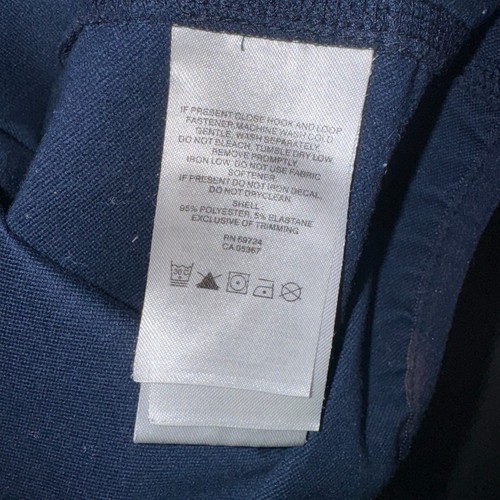 IF PRESENT CLOSE HOOK AND LOOP
FASTENER. MACHINE WASH COLD
GENTLE. WASH SEPARATELY.
DO NOT BLEACH. TUMBLE DRY LOW.
REMOVE PROMPTLY.
IRON LOW. DO NOT USE FABRIC
SOFTENER.
IF PRESENT DO NOT IRON DECAL.
DO NOT DRYCLEAN
SHELL
95% POLYESTER, 5% ELASTANE
EXCLUSIVE OF TRIMMING
RN 69724
CA 05367
30°C